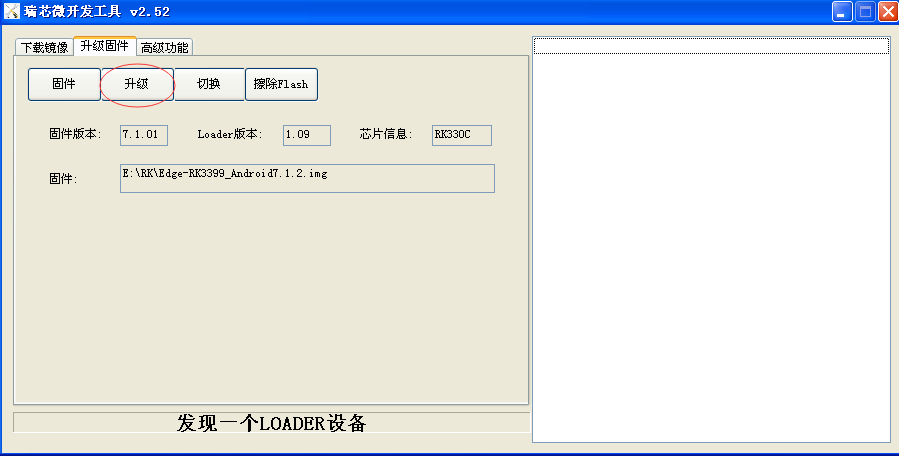 瑞芯微开发工具 v2.52
下载镜像 升级固件 高级功能
固件 升级 切换 擦除Flash
固件版本: 7.1.01 Loader版本: 1.09 芯片信息: RK330C
固件: E:\RK\Edge-RK3399_Android7.1.2.img
发现一个LOADER设备